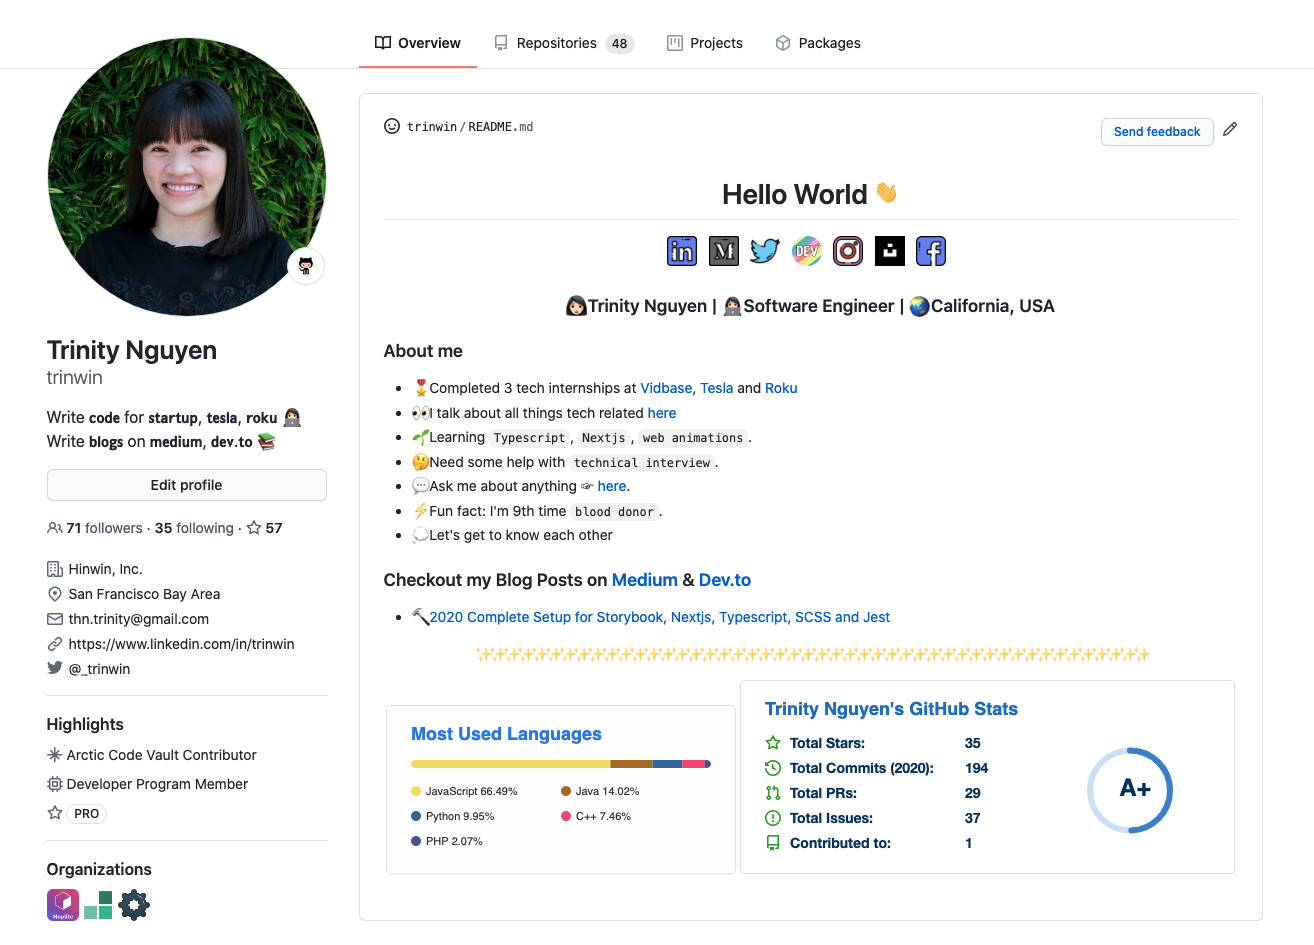 Overview
Repositories 48
Projects
Packages
Trinity Nguyen
trinwin
Write code for startup, tesla, roku
Write blogs on medium, dev.to
Edit profile
71 followers · 35 following · 57
Hinwin, Inc.
San Francisco Bay Area
thn.trinity@gmail.com
https://www.linkedin.com/in/trinwin
@_trinwin
Highlights
Arctic Code Vault Contributor
Developer Program Member
PRO
Organizations
Hoplite
trinwin/README.md
Send feedback
Hello World 👋
in M DEV f
👩🏻Trinity Nguyen | 👩🏻‍💻Software Engineer | 🌏California, USA
About me
🎖Completed 3 tech internships at Vidbase, Tesla and Roku
👀I talk about all things tech related here
🌱Learning Typescript, Nextjs, web animations.
🤔Need some help with technical interview.
💬Ask me about anything ☞ here.
⚡Fun fact: I'm 9th time blood donor.
💭Let's get to know each other
Checkout my Blog Posts on Medium & Dev.to
🔨2020 Complete Setup for Storybook, Nextjs, Typescript, SCSS and Jest
Most Used Languages
JavaScript 66.49%
Java 14.02%
Python 9.95%
C++ 7.46%
PHP 2.07%
Trinity Nguyen's GitHub Stats
Total Stars: 35
Total Commits (2020): 194
Total PRs: 29
Total Issues: 37
Contributed to: 1
A+